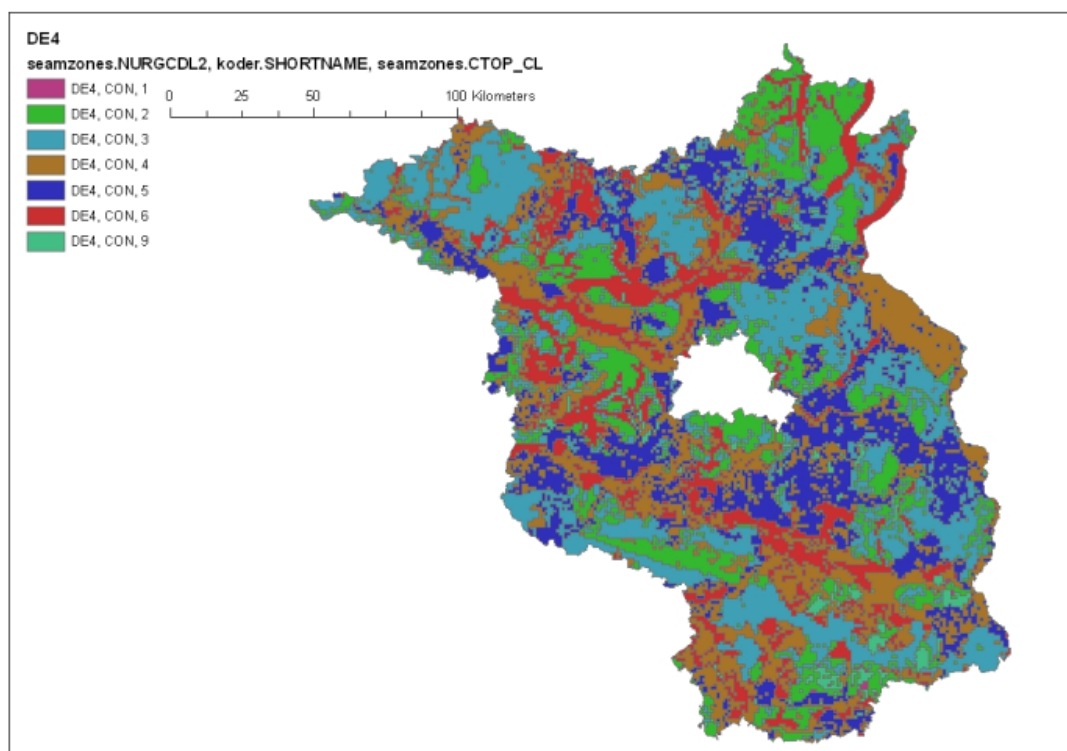 DE4
seamzones.NURGCDL2, koder.SHORTNAME, seamzones.CTOP_CL
DE4, CON, 1
DE4, CON, 2
DE4, CON, 3
DE4, CON, 4
DE4, CON, 5
DE4, CON, 6
DE4, CON, 9
0 25 50 100 Kilometers